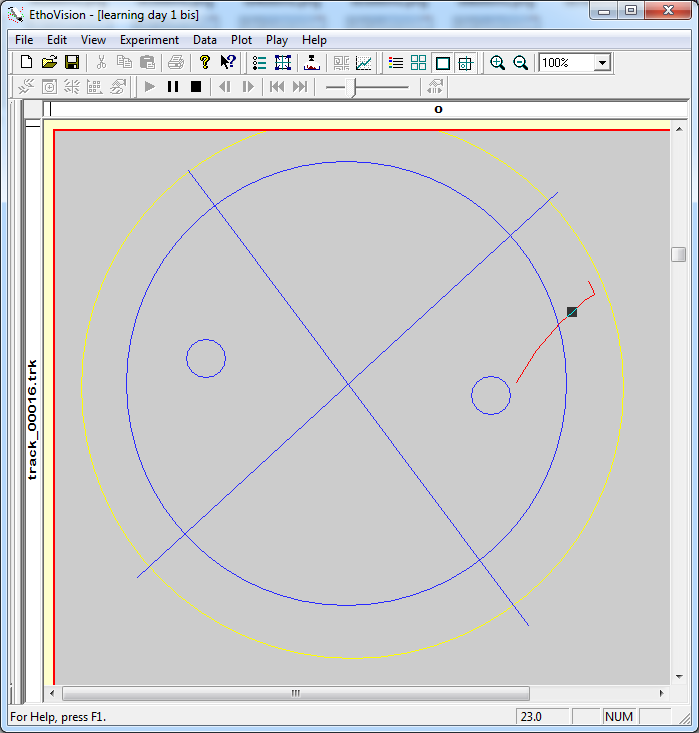 EthoVision - [learning day 1 bis]
File Edit View Experiment Data Plot Play Help
100%
O
track_00016.trk
For Help, press F1.
23.0
NUM